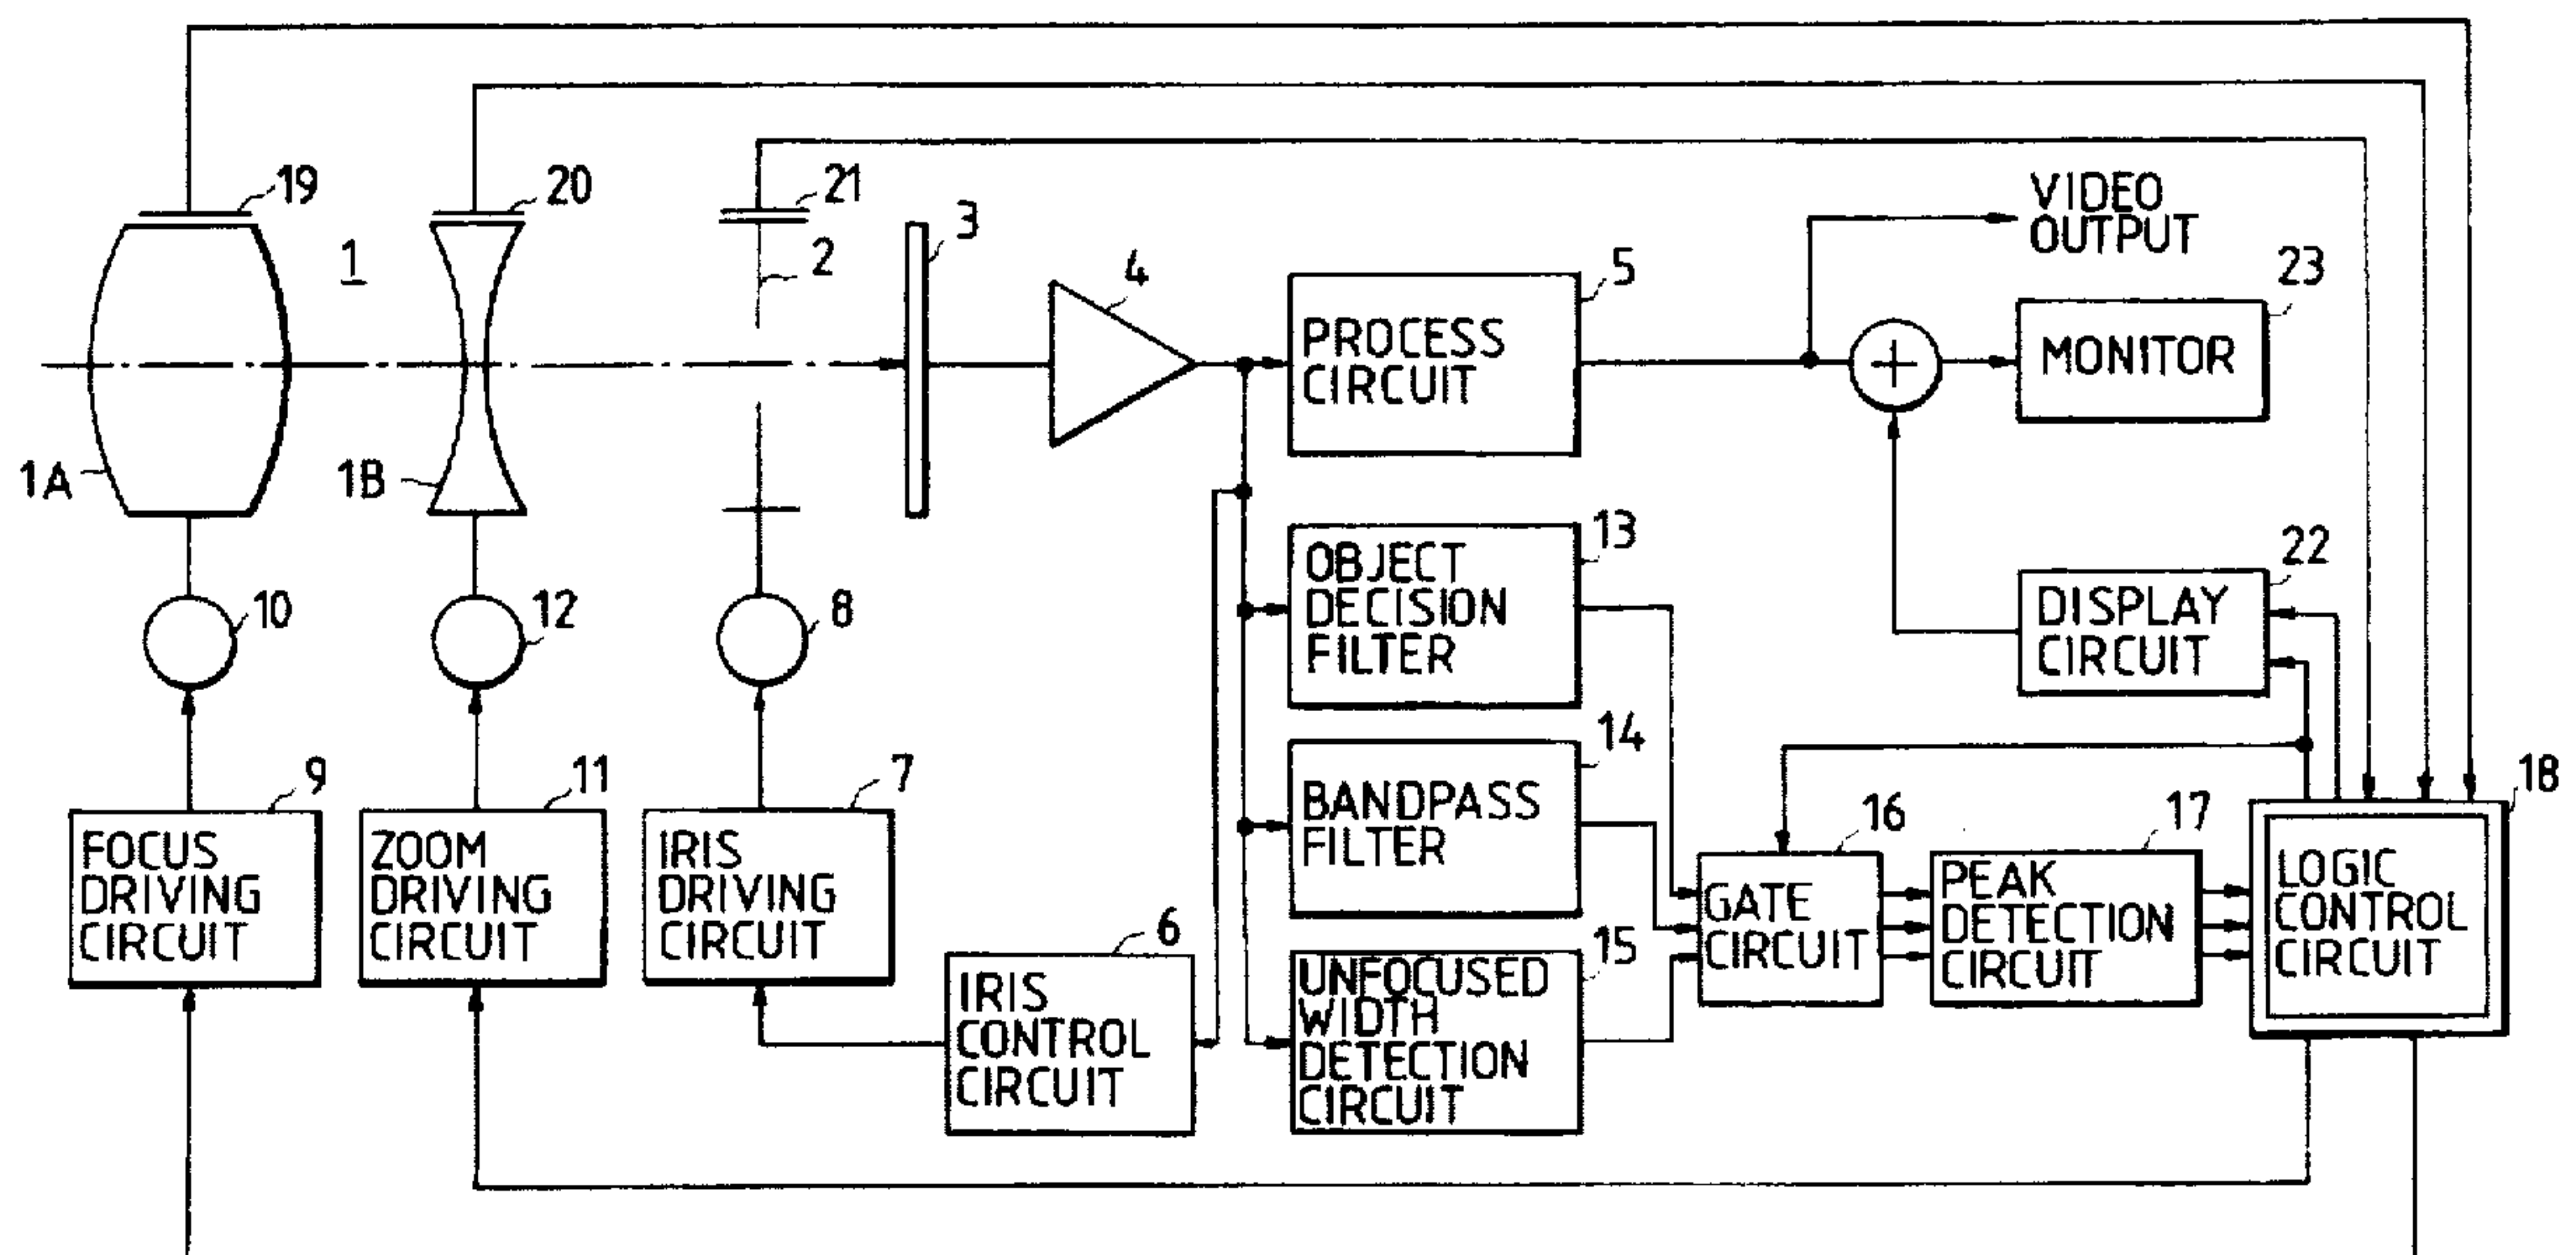 19
20
21
3
VIDEO
OUTPUT
1
2
4
5
23
PROCESS
CIRCUIT
+
MONITOR
1A
1B
13
22
OBJECT
DECISION
FILTER
DISPLAY
CIRCUIT
10
12
8
14
BANDPASS
FILTER
9
11
7
16
17
18
FOCUS
DRIVING
CIRCUIT
ZOOM
DRIVING
CIRCUIT
IRIS
DRIVING
CIRCUIT
GATE
CIRCUIT
PEAK
DETECTION
CIRCUIT
LOGIC
CONTROL
CIRCUIT
6
15
IRIS
CONTROL
CIRCUIT
UNFOCUSED
WIDTH
DETECTION
CIRCUIT